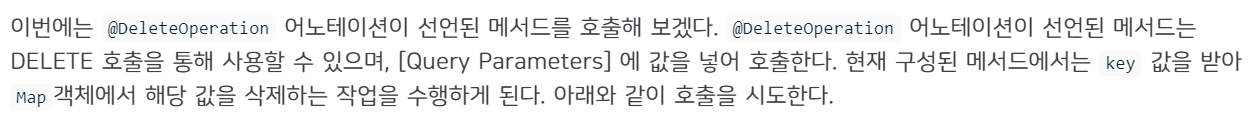 이번에는 @DeleteOperation 어노테이션이 선언된 메서드를 호출해 보겠다. @DeleteOperation 어노테이션이 선언된 메서드는
DELETE 호출을 통해 사용할 수 있으며, [Query Parameters] 에 값을 넣어 호출한다. 현재 구성된 메서드에서는 key 값을 받아
Map 객체에서 해당 값을 삭제하는 작업을 수행하게 된다. 아래와 같이 호출을 시도한다.